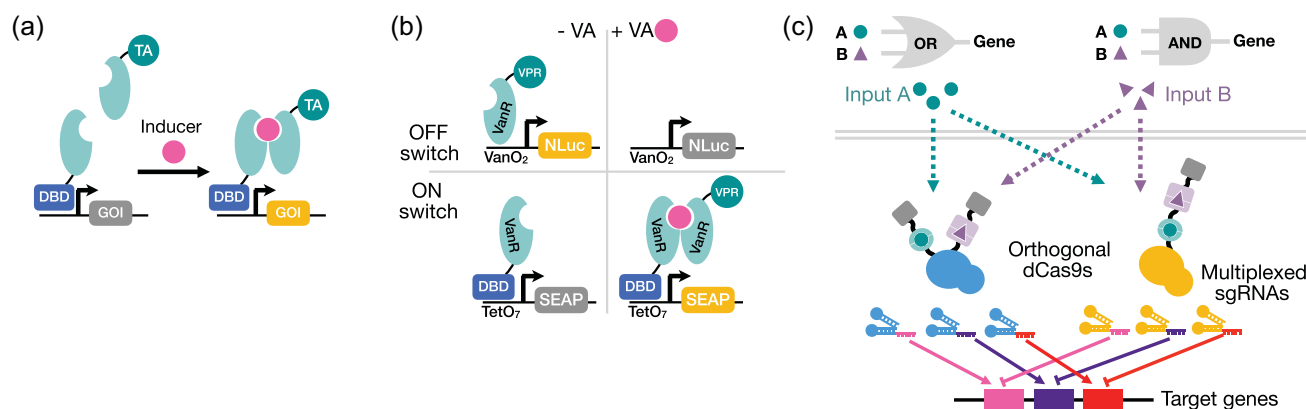 (a)
TA
Inducer
TA
DBD
GOI
DBD
GOI
(b)
- VA
+ VA
OFF
switch
VPR
VanR
VanO₂
NLuc
VanO₂
NLuc
ON
switch
VanR
DBD
TetO₇
SEAP
VPR
VanR
VanR
DBD
TetO₇
SEAP
(c)
A
B
OR
Gene
A
B
AND
Gene
Input A
Input B
Orthogonal
dCas9s
Multiplexed
sgRNAs
Target genes